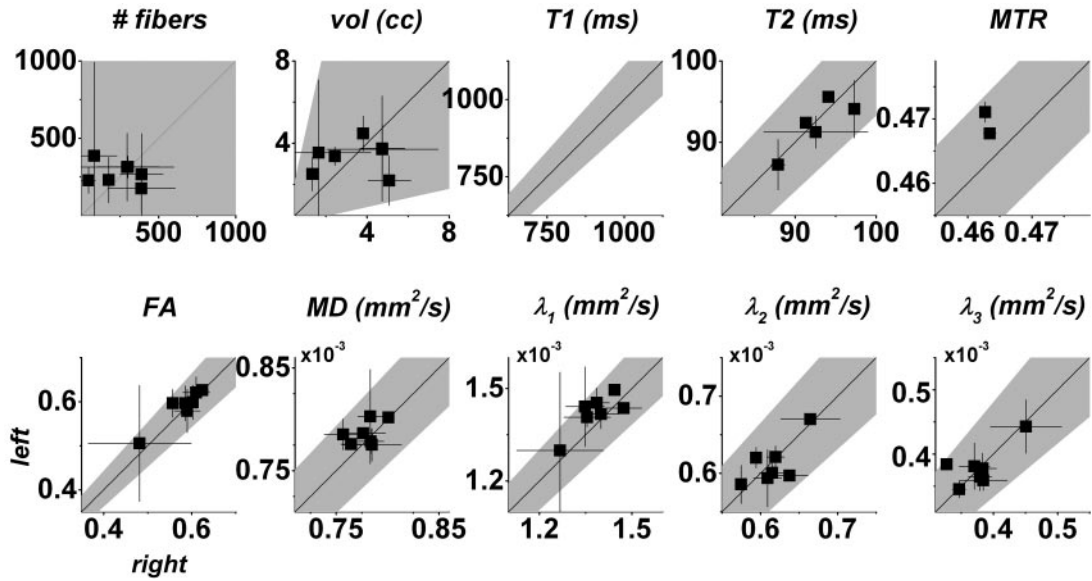 # fibers vol (cc) T1 (ms) T2 (ms) MTR
1000 8 1000 100 0.47
500 4 750 90 0.46
500 1000 4 8 750 1000 90 100 0.46 0.47
FA MD (mm²/s) λ₁ (mm²/s) λ₂ (mm²/s) λ₃ (mm²/s)
0.85 x10⁻³ x10⁻³ x10⁻³ x10⁻³
0.6 0.75 1.5 0.7 0.5
0.4 1.2 0.6 0.4
left
0.4 0.6 0.75 0.85 1.2 1.5 0.6 0.7 0.4 0.5
right